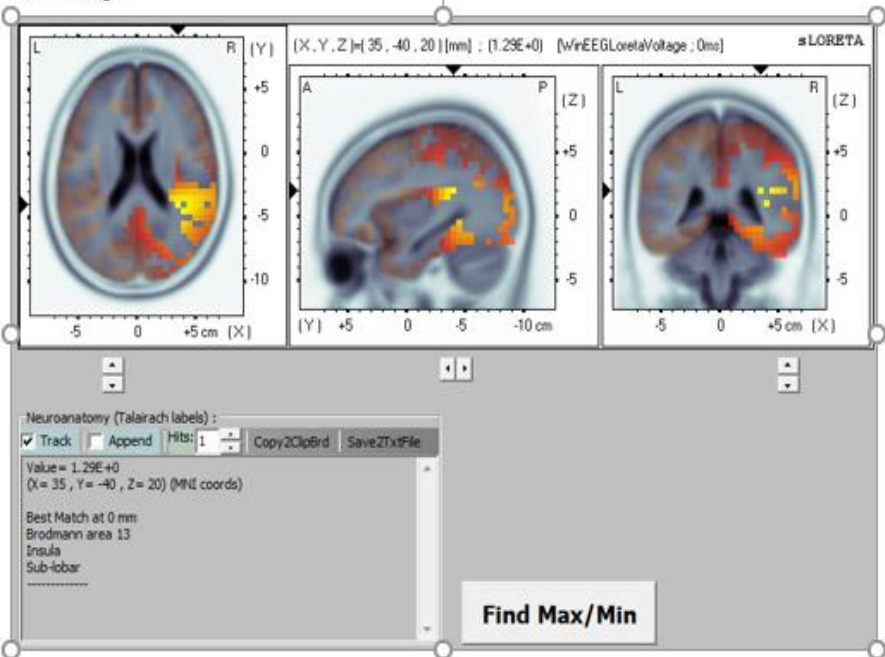 (X, Y, Z)=( 35 , -40 , 20 ) [mm] ; (1.29E+0) [WinEEGLoretaVoltage ; 0ms] sLORETA
L R (Y)
+5
0
-5
-10
-5 0 +5 cm (X)
A P (Z)
+5
0
-5
(Y) +5 0 -5 -10 cm
L R (Z)
+5
0
-5
-5 0 +5 cm (X)
Neuroanatomy (Talairach labels) :
Track Append Hits: 1 Copy2ClipBrd Save2TxtFile
Value= 1.29E+0
(X= 35 , Y= -40 , Z= 20) (MNI coords)
Best Match at 0 mm
Brodmann area 13
Insula
Sub-lobar
-------------
Find Max/Min